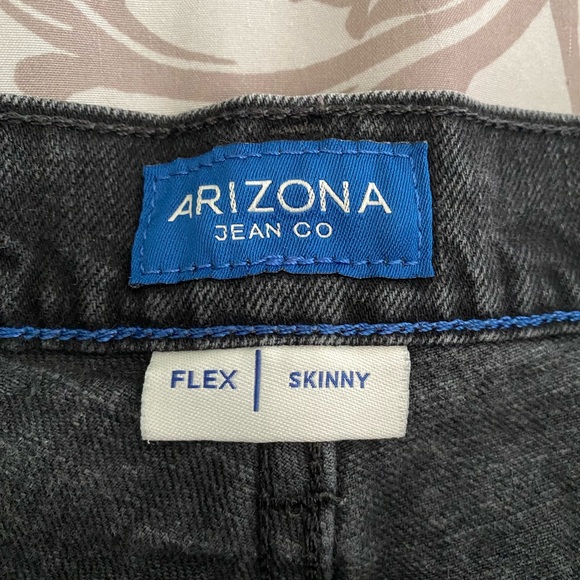 ARIZONA
JEAN CO
FLEX | SKINNY